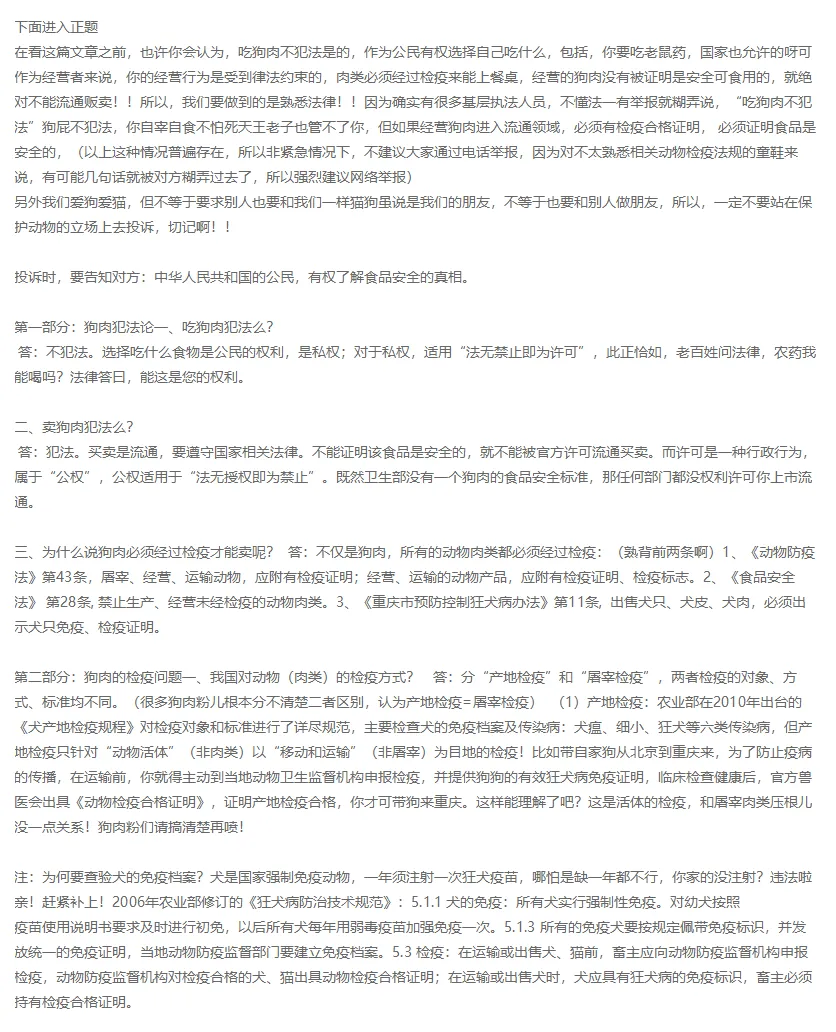 下面进入正题
在看这篇文章之前，也许你会认为，吃狗肉不犯法是的，作为公民有权选择自己吃什么，包括，你要吃老鼠药，国家也允许的呀可
作为经营者来说，你的经营行为是受到律法约束的，肉类必须经过检疫来能上餐桌，经营的狗肉没有被证明是安全可食用的，就绝
对不能流通贩卖！！所以，我们要做到的是熟悉法律！！因为确实有很多基层执法人员，不懂法一有举报就糊弄说，“吃狗肉不犯
法”狗屁不犯法，你自宰自食不怕死天王老子也管不了你，但如果经营狗肉进入流通领域，必须有检疫合格证明， 必须证明食品是
安全的，（以上这种情况普遍存在，所以非紧急情况下，不建议大家通过电话举报，因为对不太熟悉相关动物检疫法规的童鞋来
说，有可能几句话就被对方糊弄过去了，所以强烈建议网络举报）
另外我们爱狗爱猫，但不等于要求别人也要和我们一样猫狗虽说是我们的朋友，不等于也要和别人做朋友，所以，一定不要站在保
护动物的立场上去投诉，切记啊！！
投诉时，要告知对方：中华人民共和国的公民，有权了解食品安全的真相。
第一部分：狗肉犯法论一、吃狗肉犯法么？
答：不犯法。选择吃什么食物是公民的权利，是私权；对于私权，适用“法无禁止即为许可”，此正恰如，老百姓问法律，农药我
能喝吗？法律答曰，能这是您的权利。
二、卖狗肉犯法么？
答：犯法。买卖是流通，要遵守国家相关法律。不能证明该食品是安全的，就不能被官方许可流通买卖。而许可是一种行政行为，
属于“公权”，公权适用于“法无授权即为禁止”。既然卫生部没有一个狗肉的食品安全标准，那任何部门都没权利许可你上市流
通。
三、为什么说狗肉必须经过检疫才能卖呢？ 答：不仅是狗肉，所有的动物肉类都必须经过检疫：（熟背前两条啊）1、《动物防疫
法》第43条，屠宰、经营、运输动物，应附有检疫证明；经营、运输的动物产品，应附有检疫证明、检疫标志。2、《食品安全
法》 第28条, 禁止生产、经营未经检疫的动物肉类。3、《重庆市预防控制狂犬病办法》第11条, 出售犬只、犬皮、犬肉，必须出
示犬只免疫、检疫证明。
第二部分：狗肉的检疫问题一、我国对动物（肉类）的检疫方式？ 答：分“产地检疫”和“屠宰检疫”，两者检疫的对象、方
式、标准均不同。（很多狗肉粉儿根本分不清楚二者区别，认为产地检疫=屠宰检疫）（1）产地检疫：农业部在2010年出台的
《犬产地检疫规程》对检疫对象和标准进行了详尽规范，主要检查犬的免疫档案及传染病：犬瘟、细小、狂犬等六类传染病，但产
地检疫只针对“动物活体”（非肉类）以“移动和运输”（非屠宰）为目地的检疫！比如带自家狗从北京到重庆来，为了防止疫病
的传播，在运输前，你就得主动到当地动物卫生监督机构申报检疫，并提供狗狗的有效狂犬病免疫证明，临床检查健康后，官方兽
医会出具《动物检疫合格证明》，证明产地检疫合格，你才可带狗来重庆。这样能理解了吧？这是活体的检疫，和屠宰肉类压根儿
没一点关系！狗肉粉们请搞清楚再喷！
注：为何要查验犬的免疫档案？犬是国家强制免疫动物，一年须注射一次狂犬疫苗，哪怕是缺一年都不行，你家的没注射？违法啦
亲！赶紧补上！2006年农业部修订的《狂犬病防治技术规范》：5.1.1 犬的免疫：所有犬实行强制性免疫。对幼犬按照
疫苗使用说明书要求及时进行初免，以后所有犬每年用弱毒疫苗加强免疫一次。5.1.3 所有的免疫犬要按规定佩带免疫标识，并发
放统一的免疫证明，当地动物防疫监督部门要建立免疫档案。5.3 检疫：在运输或出售犬、猫前，畜主应向动物防疫监督机构申报
检疫，动物防疫监督机构对检疫合格的犬、猫出具动物检疫合格证明；在运输或出售犬时，犬应具有狂犬病的免疫标识，畜主必须
持有检疫合格证明。